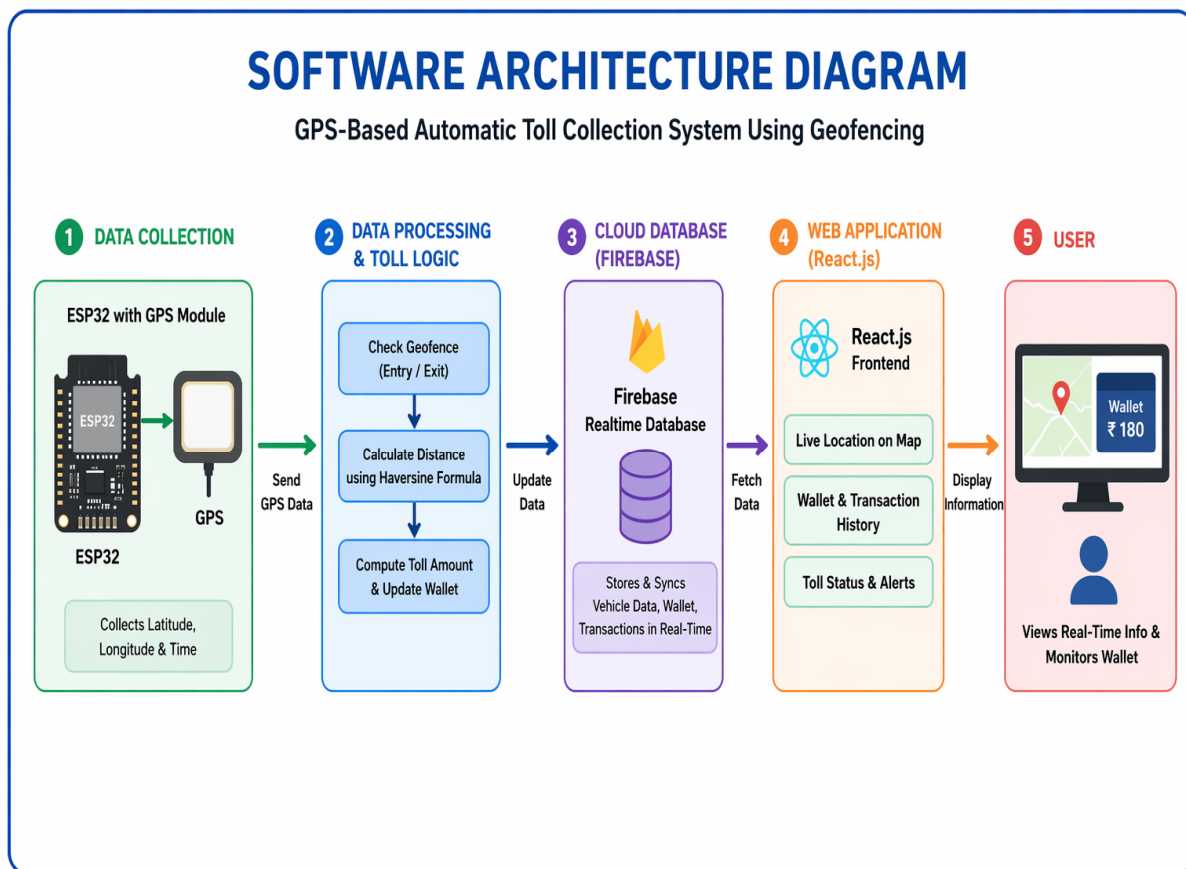 SOFTWARE ARCHITECTURE DIAGRAM
GPS-Based Automatic Toll Collection System Using Geofencing
1 DATA COLLECTION
ESP32 with GPS Module
ESP32
GPS
ESP32
Collects Latitude,
Longitude & Time
Send
GPS Data
2 DATA PROCESSING
& TOLL LOGIC
Check Geofence
(Entry / Exit)
Calculate Distance
using Haversine Formula
Compute Toll Amount
& Update Wallet
Update
Data
3 CLOUD DATABASE
(FIREBASE)
Firebase
Realtime Database
Stores & Syncs
Vehicle Data, Wallet,
Transactions in Real-Time
Fetch
Data
4 WEB APPLICATION
(React.js)
React.js
Frontend
Live Location on Map
Wallet & Transaction
History
Toll Status & Alerts
Display
Information
5 USER
Wallet
₹ 180
Views Real-Time Info &
Monitors Wallet